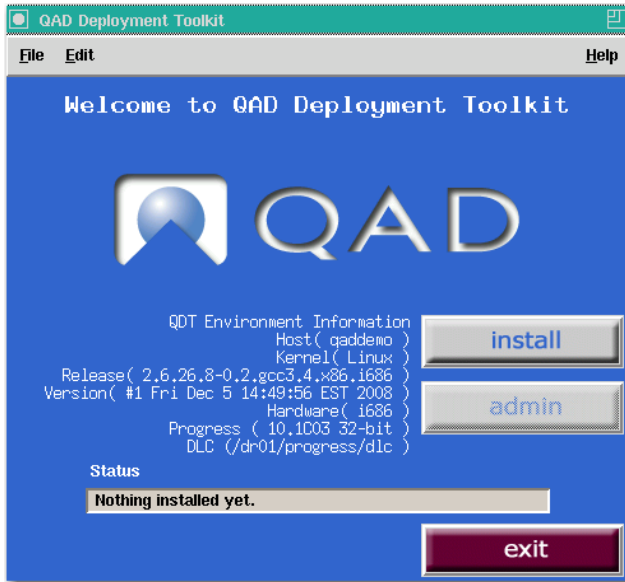 QAD Deployment Toolkit
File Edit Help
Welcome to QAD Deployment Toolkit
QAD
QDT Environment Information
Host( qaddemo )
Kernel( Linux )
Release( 2.6.26.8-0.2.gcc3.4.x86.i686 )
Version( #1 Fri Dec 5 14:49:56 EST 2008 )
Hardware( i686 )
Progress ( 10.1C03 32-bit )
DLC (/dr01/progress/dlc )
install
admin
Status
Nothing installed yet.
exit